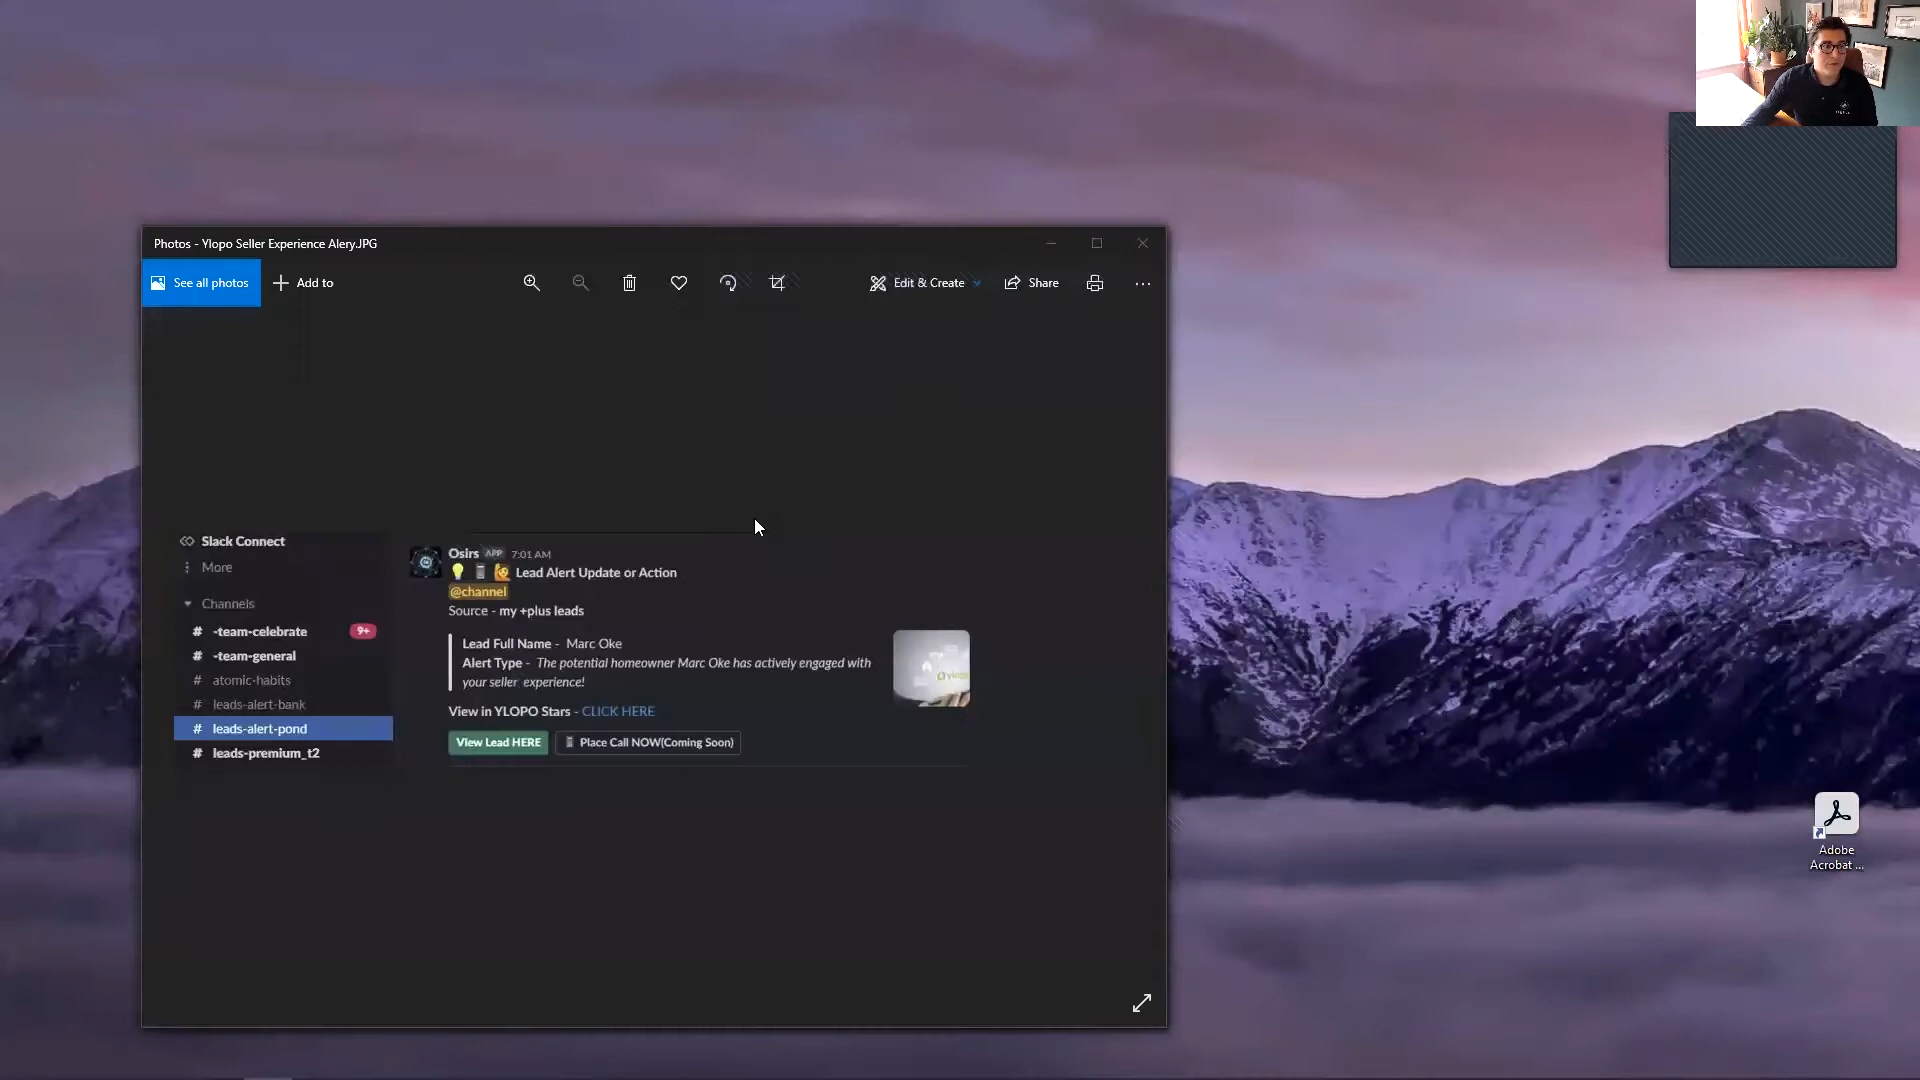 Photos - Ylopo Seller Experience Alery.JPG
See all photos
Add to
Edit & Create
Share
Slack Connect
More
Channels
# -team-celebrate 9+
# -team-general
# atomic-habits
# leads-alert-bank
# leads-alert-pond
# leads-premium_t2
Osirs APP 7:01 AM
Lead Alert Update or Action
@channel
Source - my +plus leads
Lead Full Name - Marc Oke
Alert Type - The potential homeowner Marc Oke has actively engaged with
your seller experience!
View in YLOPO Stars - CLICK HERE
View Lead HERE
Place Call NOW(Coming Soon)
Adobe
Acrobat ...